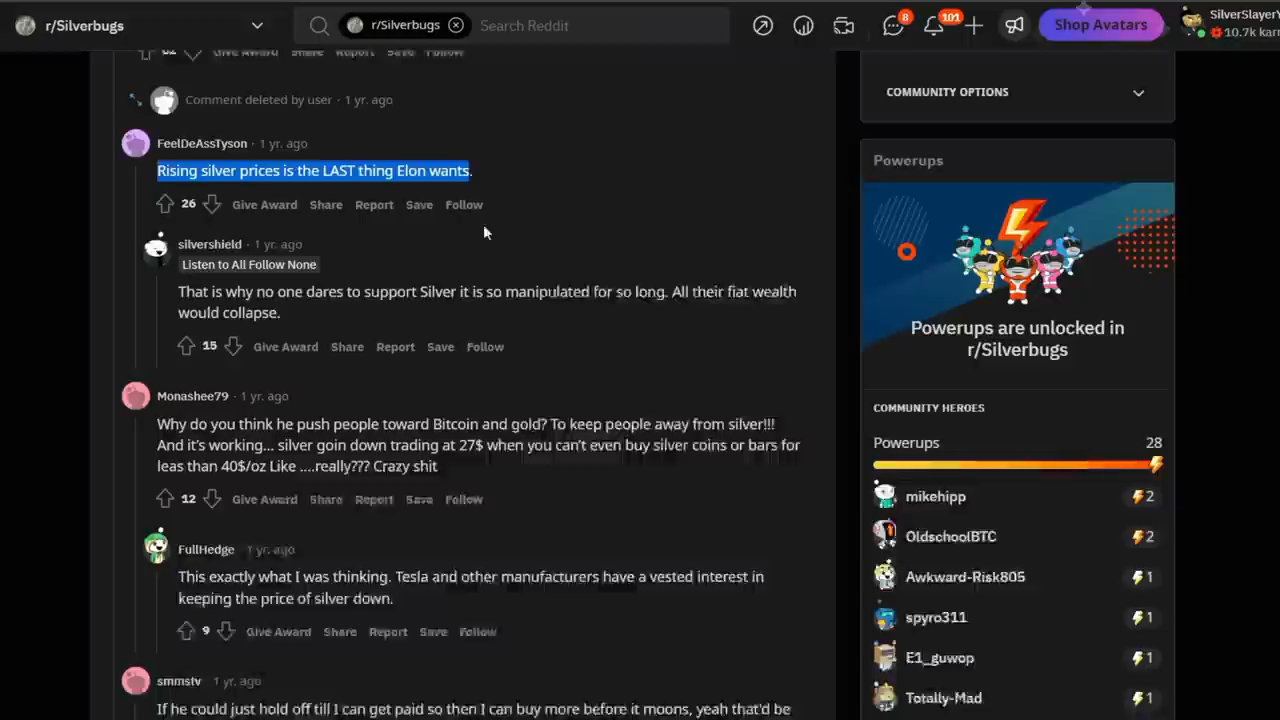 r/Silverbugs
r/Silverbugs
Search Reddit
8
101
Shop Avatars
SilverSlayerY
10.7k karn
Give Award Share Report Save Follow
Comment deleted by user · 1 yr. ago
FeelDeAssTyson · 1 yr. ago
Rising silver prices is the LAST thing Elon wants.
26 Give Award Share Report Save Follow
silvershield · 1 yr. ago
Listen to All Follow None
That is why no one dares to support Silver it is so manipulated for so long. All their fiat wealth
would collapse.
15 Give Award Share Report Save Follow
Monashee79 · 1 yr. ago
Why do you think he push people toward Bitcoin and gold? To keep people away from silver!!!
And it's working... silver goin down trading at 27$ when you can't even buy silver coins or bars for
leas than 40$/oz Like ....really??? Crazy shit
12 Give Award Share Report Save Follow
FullHedge 1 yr. ago
This exactly what I was thinking. Tesla and other manufacturers have a vested interest in
keeping the price of silver down.
9 Give Award Share Report Save Follow
smmstv 1 yr. ago
If he could just hold off till I can get paid so then I can buy more before it moons, yeah that'd be
COMMUNITY OPTIONS
Powerups
Powerups are unlocked in
r/Silverbugs
COMMUNITY HEROES
Powerups 28
mikehipp 2
OldschoolBTC 2
Awkward-Risk805 1
spyro311 1
E1_guwop 1
Totally-Mad 1